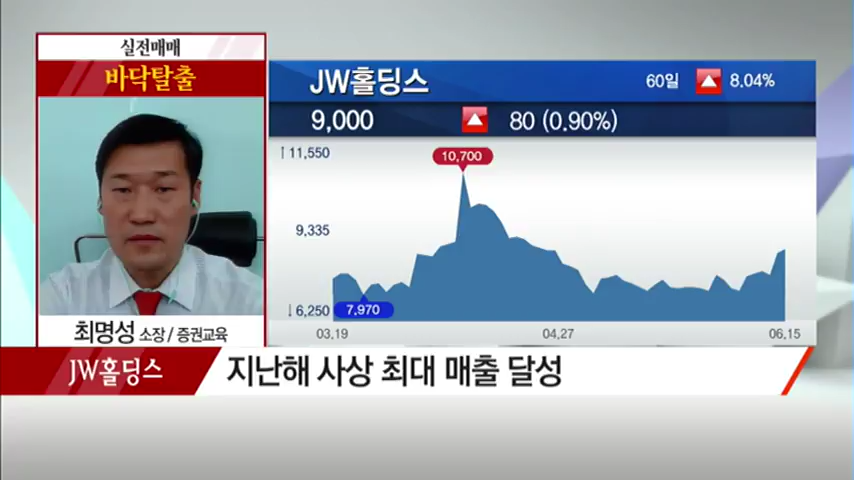 실전매매
바닥탈출
최명성 소장 / 증권교육
JW홀딩스
60일 8.04%
9,000
80 (0.90%)
↑11,550
10,700
9,335
↓6,250
7,970
03,19
04,27
06,15
JW홀딩스
지난해 사상 최대 매출 달성